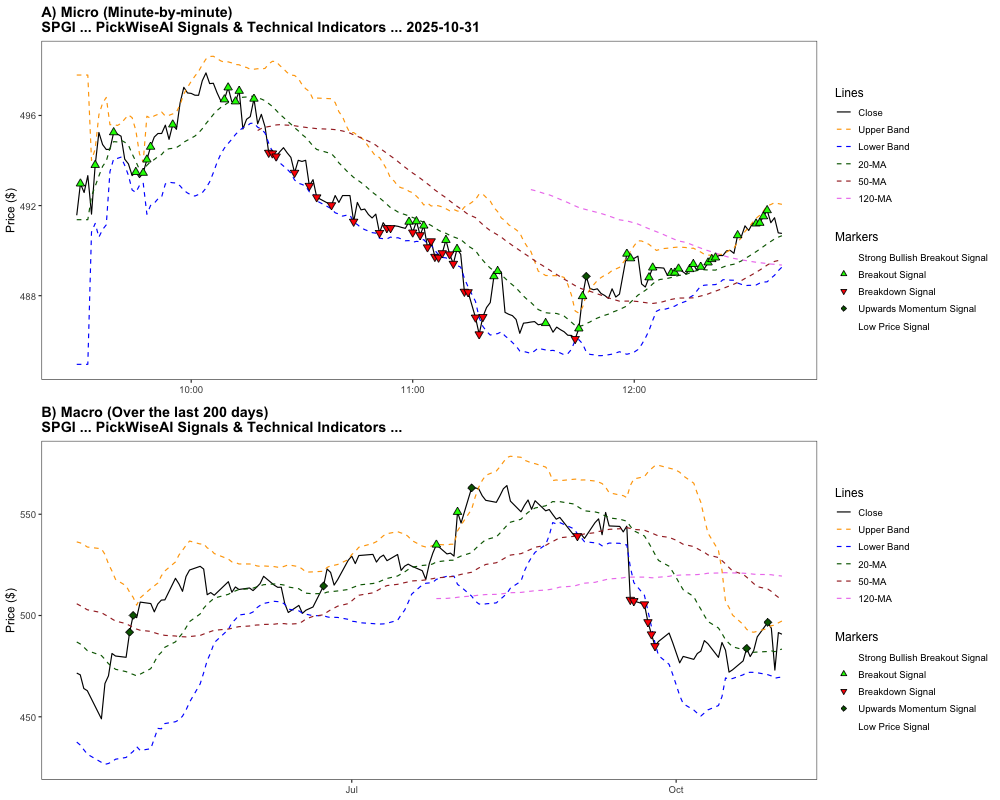 A) Micro (Minute-by-minute)
SPGI ... PickWiseAI Signals & Technical Indicators ... 2025-10-31
Price ($)
496
492
488
10:00
11:00
12:00
Lines
Close
Upper Band
Lower Band
20-MA
50-MA
120-MA
Markers
Strong Bullish Breakout Signal
Breakout Signal
Breakdown Signal
Upwards Momentum Signal
Low Price Signal
B) Macro (Over the last 200 days)
SPGI ... PickWiseAI Signals & Technical Indicators ...
Price ($)
550
500
450
Jul
Oct
Lines
Close
Upper Band
Lower Band
20-MA
50-MA
120-MA
Markers
Strong Bullish Breakout Signal
Breakout Signal
Breakdown Signal
Upwards Momentum Signal
Low Price Signal